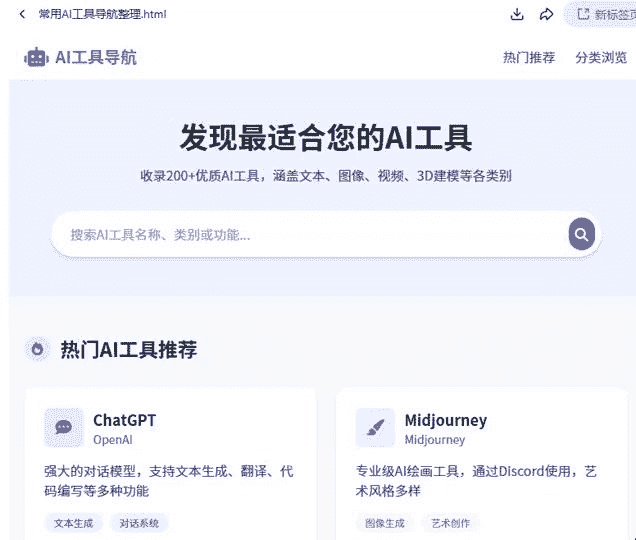 常用AI工具导航整理.html
新标签页
AI工具导航
热门推荐 分类浏览
发现最适合您的AI工具
收录200+优质AI工具，涵盖文本、图像、视频、3D建模等各类别
搜索AI工具名称、类别或功能...
热门AI工具推荐
ChatGPT
OpenAI
强大的对话模型，支持文本生成、翻译、代
码编写等多种功能
文本生成 对话系统
Midjourney
Midjourney
专业级AI绘画工具，通过Discord使用，艺
术风格多样
图像生成 艺术创作